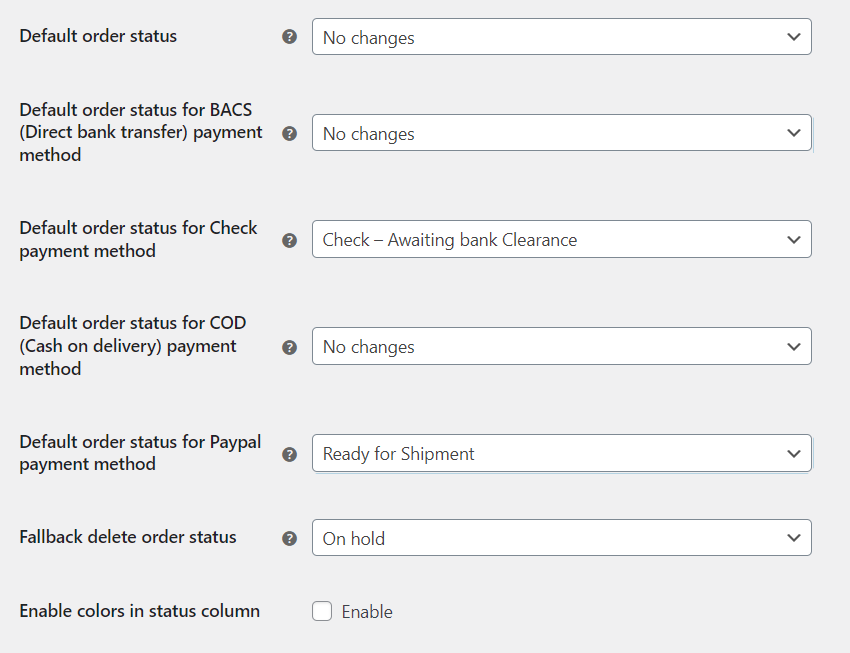 Default order status
No changes
Default order status for BACS
(Direct bank transfer) payment
method
No changes
Default order status for Check
payment method
Check – Awaiting bank Clearance
Default order status for COD
(Cash on delivery) payment
method
No changes
Default order status for Paypal
payment method
Ready for Shipment
Fallback delete order status
On hold
Enable colors in status column
Enable